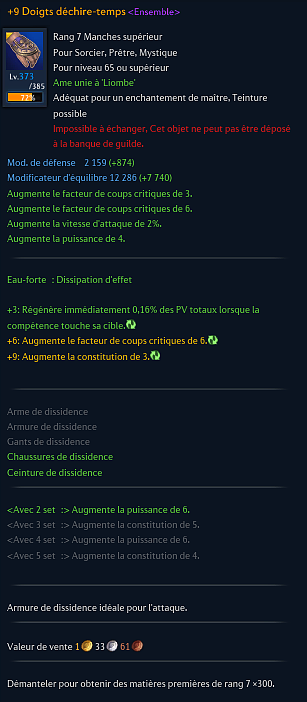 +9 Doigts déchire-temps <Ensemble>
Rang 7 Manches supérieur
Pour Sorcier, Prêtre, Mystique
Pour niveau 65 ou supérieur
Ame unie à 'Liombe'
Adéquat pour un enchantement de maître, Teinture
possible
Impossible à échanger, Cet objet ne peut pas être déposé
à la banque de guilde.
Lv.373
/385
Mod. de défense 2 159 (+874)
Modificateur d'équilibre 12 286 (+7 740)
Augmente le facteur de coups critiques de 3.
Augmente le facteur de coups critiques de 6.
Augmente la vitesse d'attaque de 2%.
Augmente la puissance de 4.
Eau-forte : Dissipation d'effet
+3: Régénère immédiatement 0,16% des PV totaux lorsque la
compétence touche sa cible.
+6: Augmente le facteur de coups critiques de 6.
+9: Augmente la constitution de 3.
Arme de dissidence
Armure de dissidence
Gants de dissidence
Chaussures de dissidence
Ceinture de dissidence
<Avec 2 set :> Augmente la puissance de 6.
<Avec 3 set :> Augmente la constitution de 5.
<Avec 4 set :> Augmente la puissance de 6.
<Avec 5 set :> Augmente la constitution de 4.
Armure de dissidence idéale pour l'attaque.
Valeur de vente 1 33 61
Démanteler pour obtenir des matières premières de rang 7 ×300.